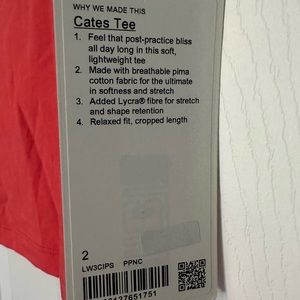 WHY WE MADE THIS
Cates Tee
1. Feel that post-practice bliss
all day long in this soft,
lightweight tee
2. Made with breathable pima
cotton fabric for the ultimate
in softness and stretch
3. Added Lycra® fibre for stretch
and shape retention
4. Relaxed fit, cropped length
2
LW3CIPS PPNC